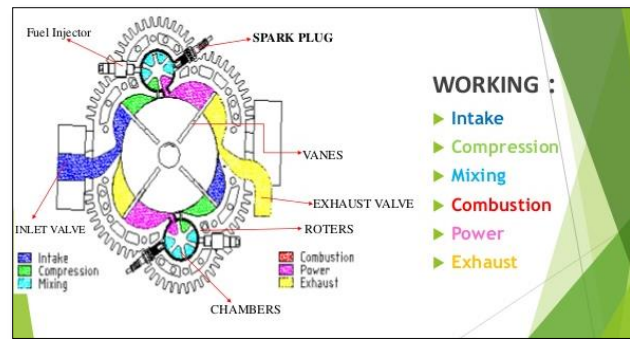 Fuel Injector
SPARK PLUG
VANES
EXHAUST VALVE
INLET VALVE
ROTERS
CHAMBERS
Intake
Compression
Mixing
Combustion
Power
Exhaust
WORKING :
Intake
Compression
Mixing
Combustion
Power
Exhaust